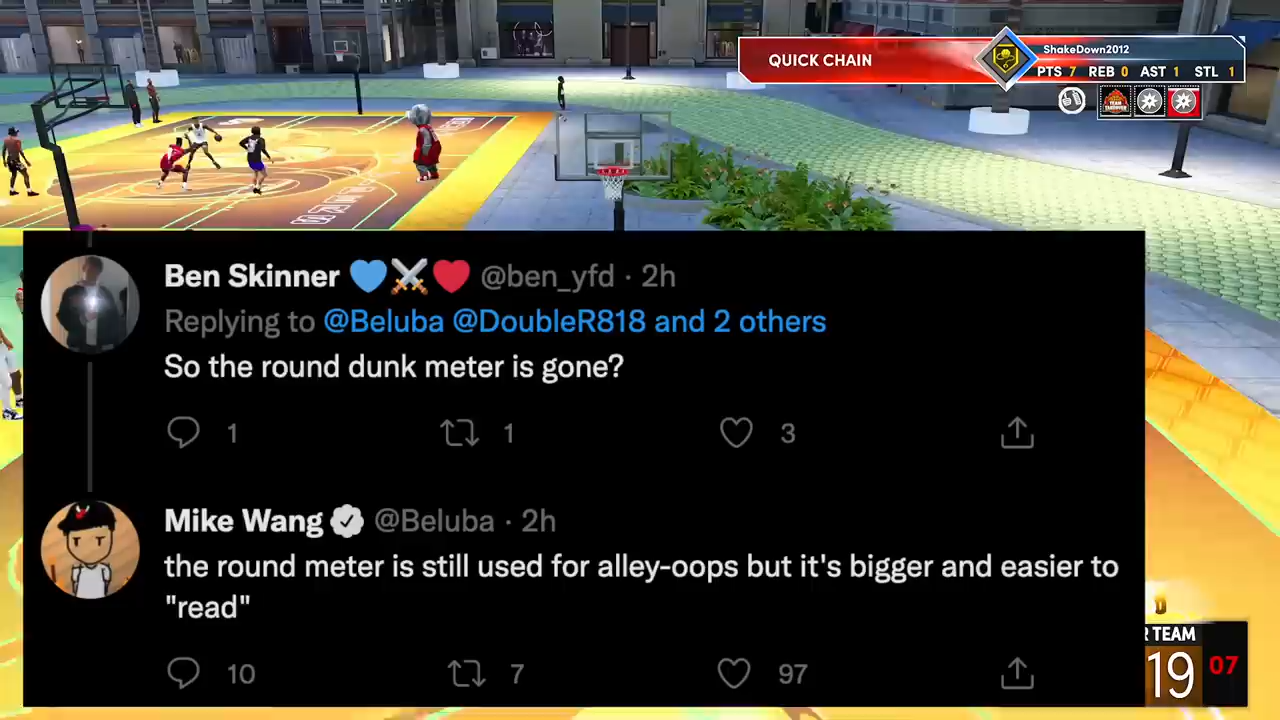 QUICK CHAIN
ShakeDown2012
PTS 7 REB 0 AST 1 STL 1
Ben Skinner 💙⚔️❤️ @ben_yfd · 2h
Replying to @Beluba @DoubleR818 and 2 others
So the round dunk meter is gone?
1 1 3
Mike Wang @Beluba · 2h
the round meter is still used for alley-oops but it's bigger and easier to
"read"
10 7 97
R TEAM
19 07